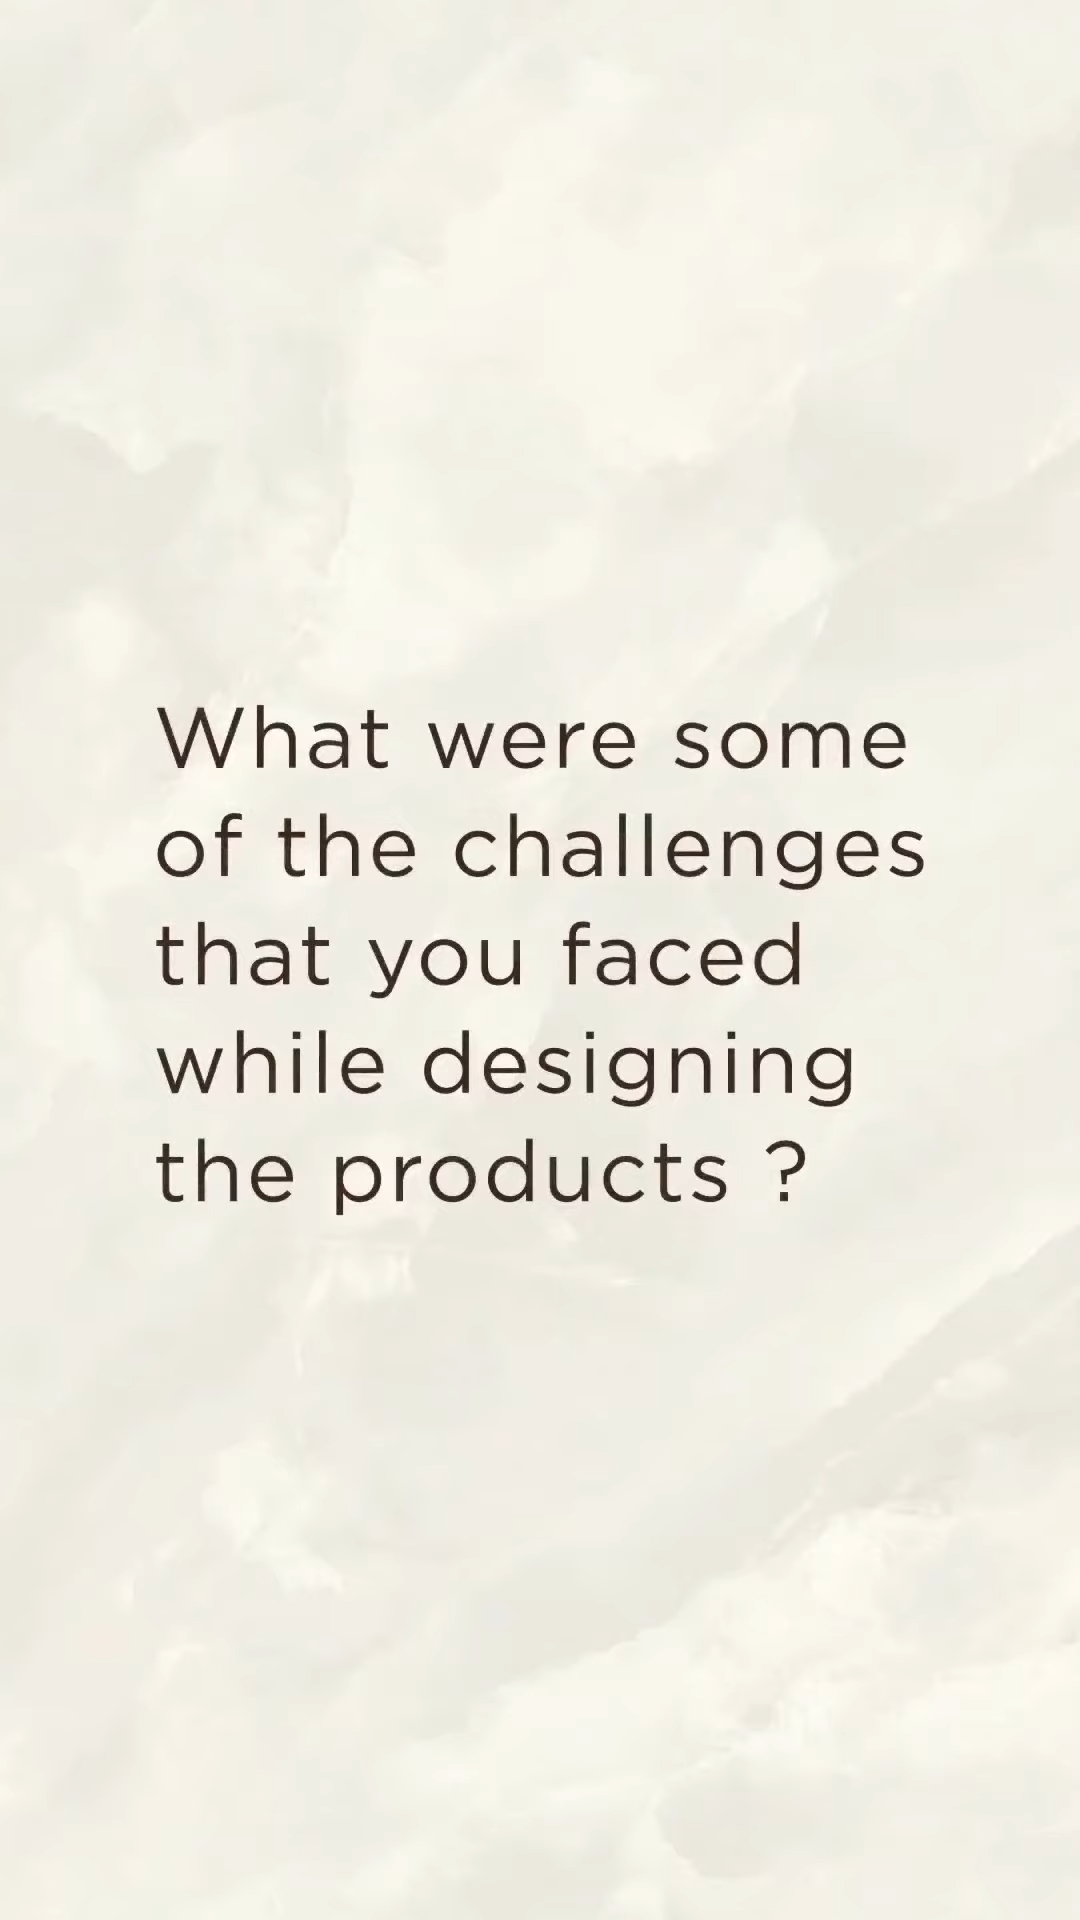 What were some
of the challenges
that you faced
while designing
the products ?